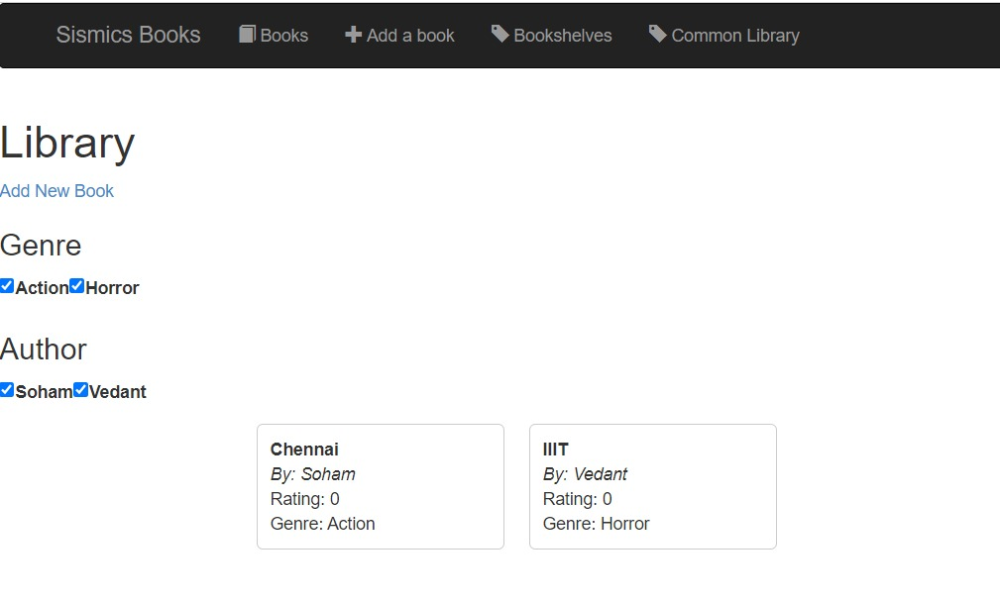 Sismics Books Books Add a book Bookshelves Common Library
Library
Add New Book
Genre
Action Horror
Author
Soham Vedant
Chennai
By: Soham
Rating: 0
Genre: Action
IIIT
By: Vedant
Rating: 0
Genre: Horror